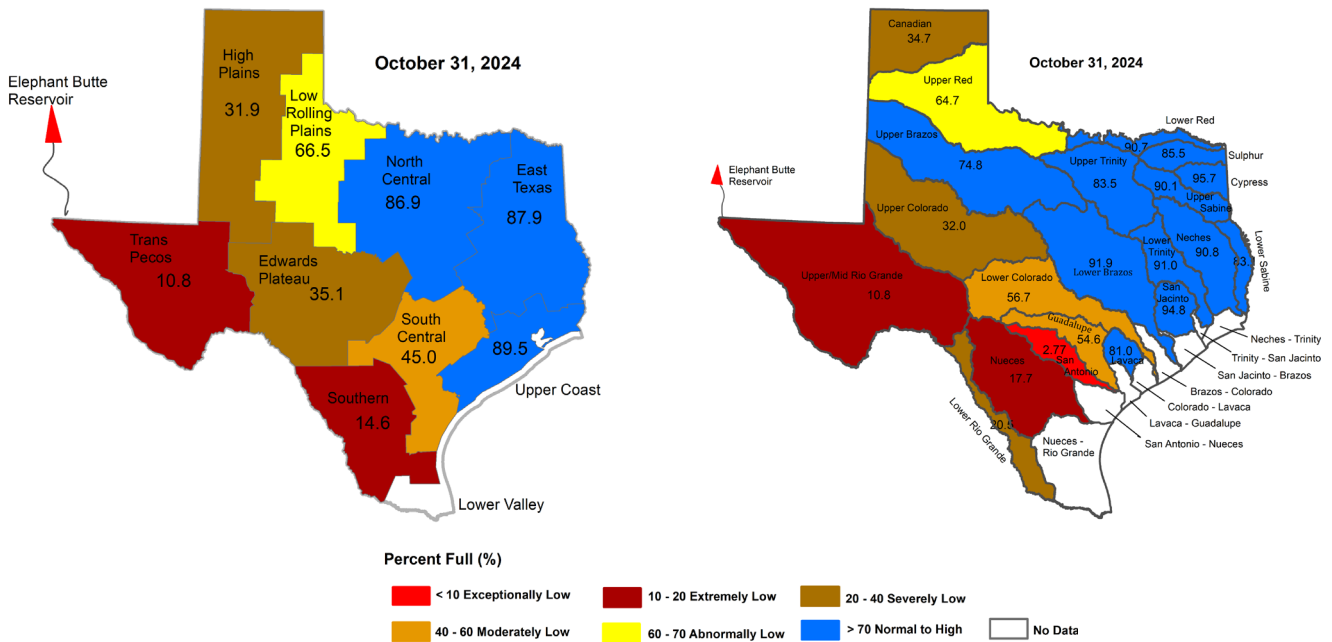 October 31, 2024
Elephant Butte
Reservoir
High
Plains
31.9
Low
Rolling
Plains
66.5
North
Central
86.9
East
Texas
87.9
Trans
Pecos
10.8
Edwards
Plateau
35.1
South
Central
45.0
89.5
Upper Coast
Southern
14.6
Lower Valley
October 31, 2024
Elephant Butte
Reservoir
Canadian
34.7
Upper Red
64.7
Upper Brazos
74.8
Lower Red
90.7
85.5
Sulphur
Upper Trinity
83.5
95.7
Cypress
90.1
Upper
Sabine
Upper Colorado
32.0
Lower
Trinity
91.0
Neches
90.8
Lower Sabine
91.9
Lower Brazos
Upper/Mid Rio Grande
10.8
Lower Colorado
56.7
San
Jacinto
94.8
Guadalupe
54.6
2.77
San
Antonio
81.0
Lavaca
Nueces
17.7
Lower Rio Grande
Nueces -
Rio Grande
Neches - Trinity
Trinity - San Jacinto
San Jacinto - Brazos
Brazos - Colorado
Colorado - Lavaca
Lavaca - Guadalupe
San Antonio - Nueces
Percent Full (%)
< 10 Exceptionally Low
10 - 20 Extremely Low
20 - 40 Severely Low
40 - 60 Moderately Low
60 - 70 Abnormally Low
> 70 Normal to High
No Data